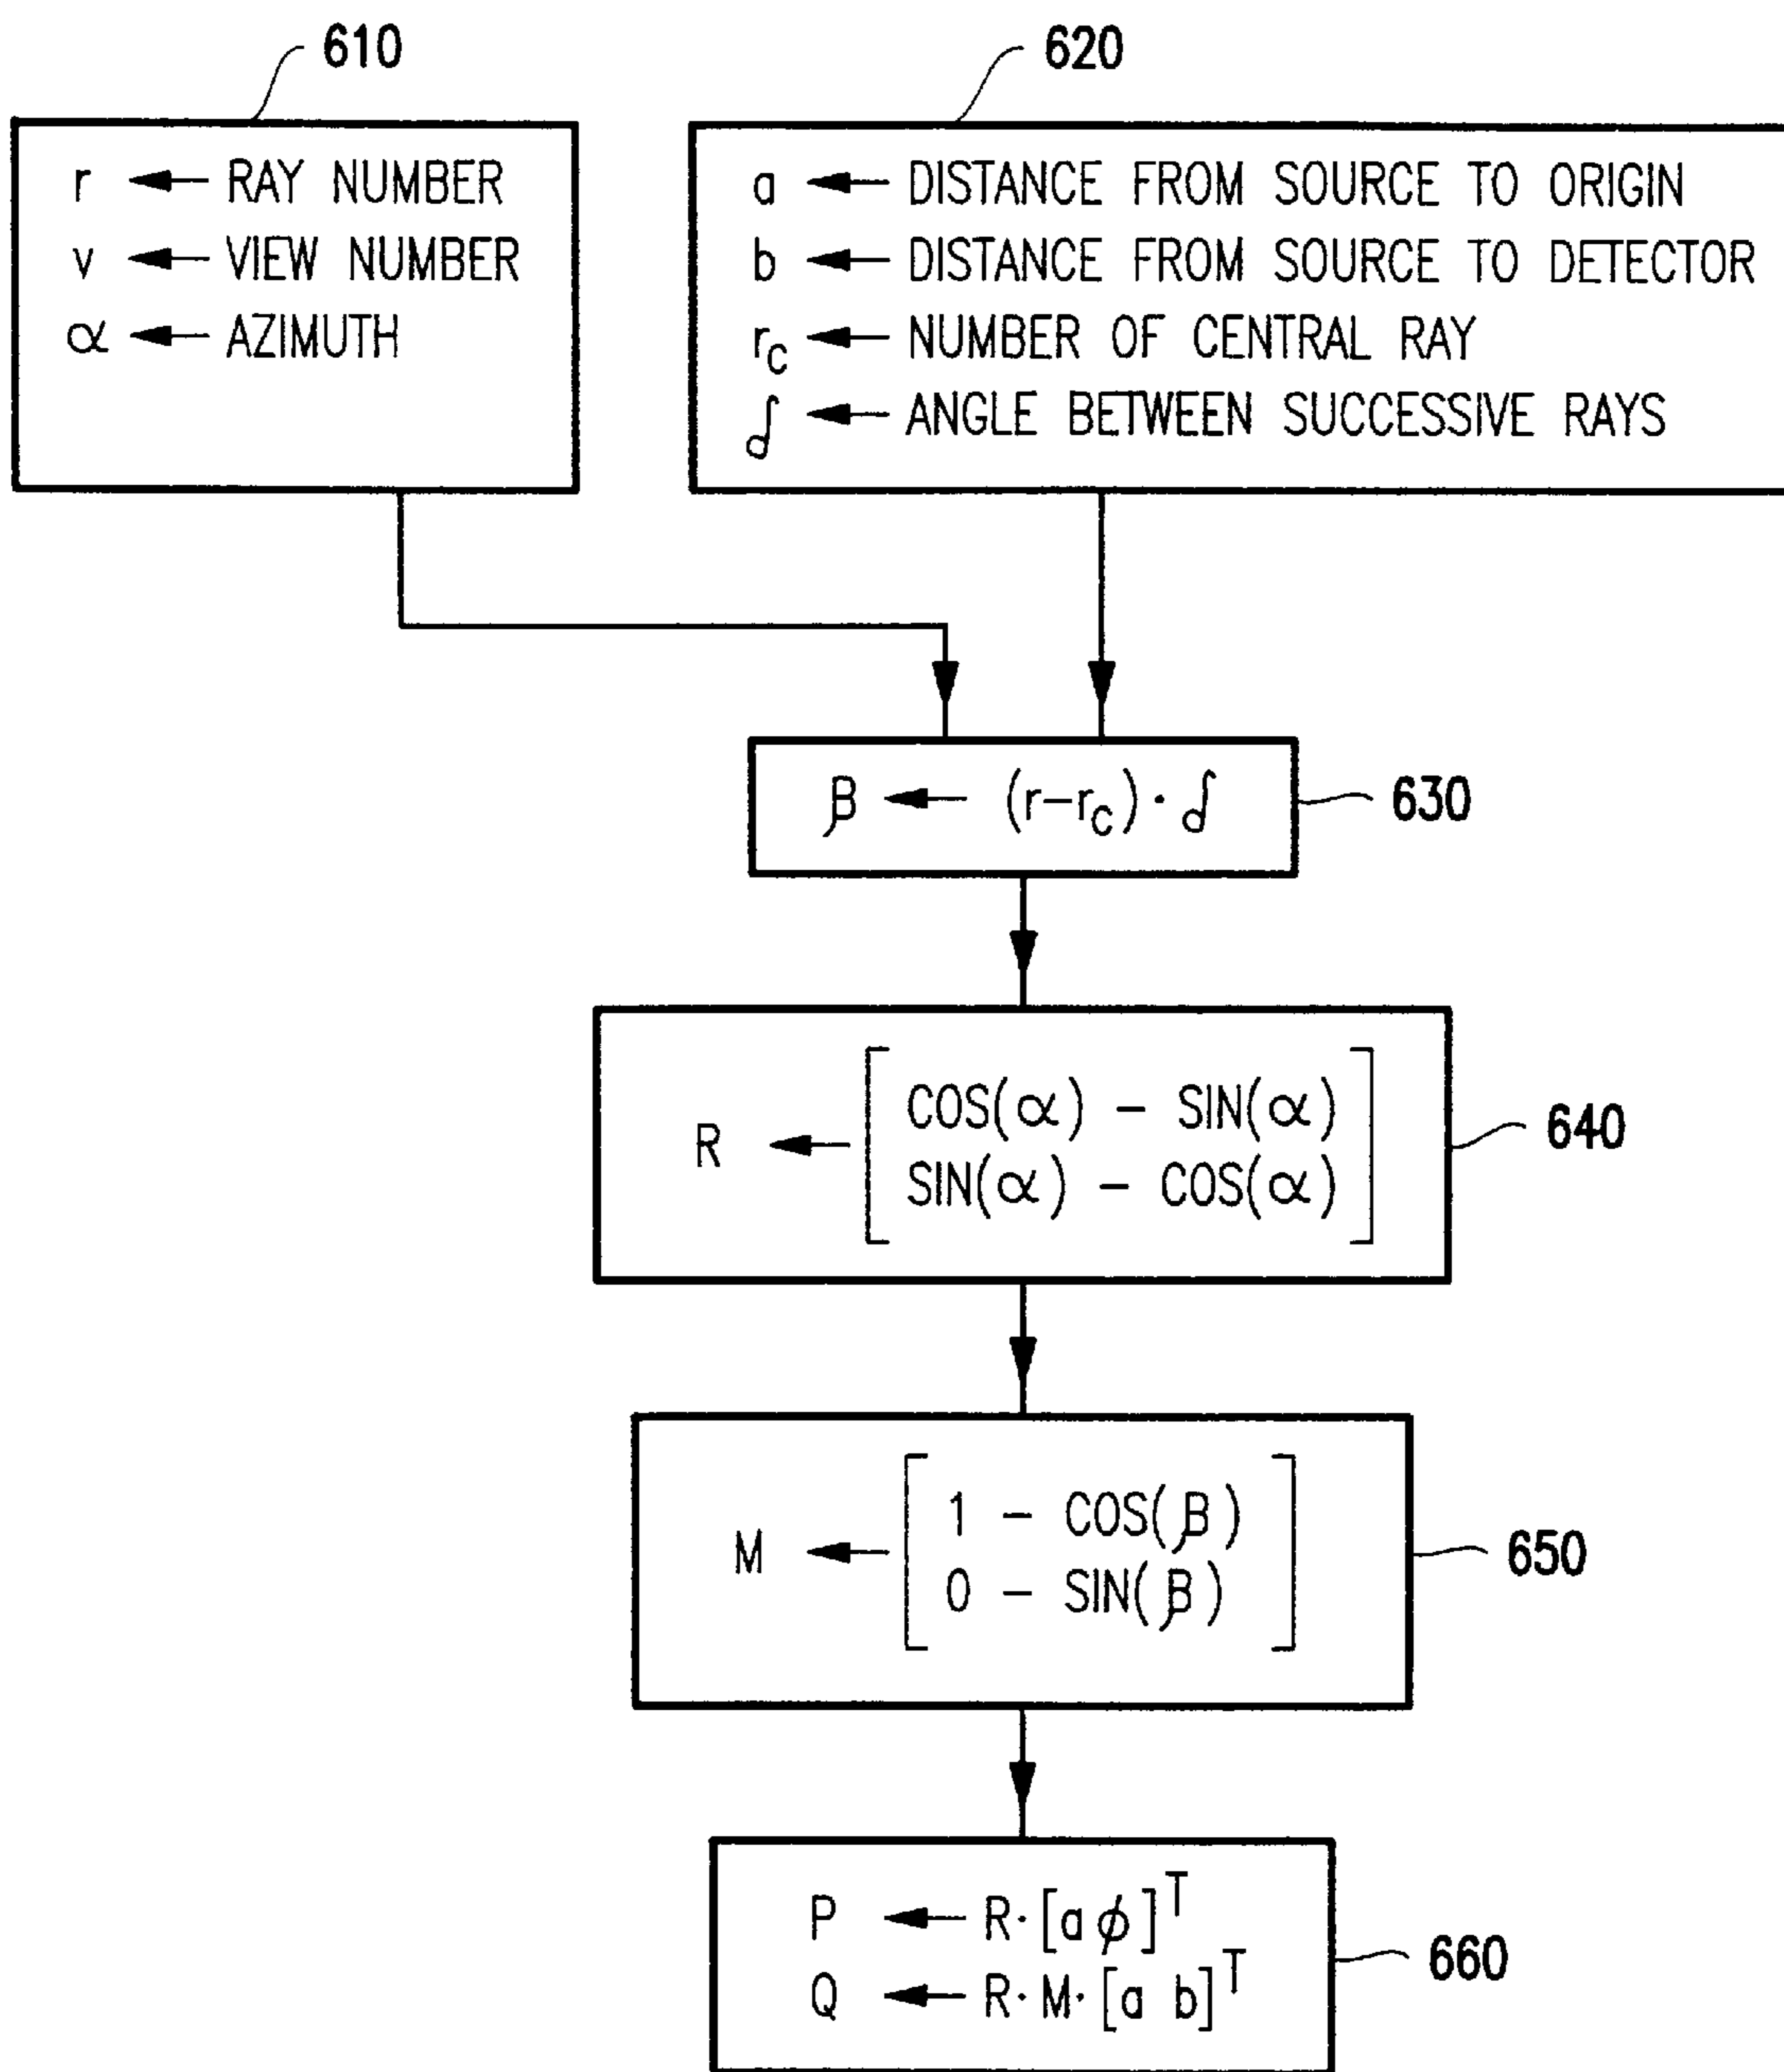 610
r ← RAY NUMBER
v ← VIEW NUMBER
α ← AZIMUTH
620
a ← DISTANCE FROM SOURCE TO ORIGIN
b ← DISTANCE FROM SOURCE TO DETECTOR
r_c ← NUMBER OF CENTRAL RAY
δ ← ANGLE BETWEEN SUCCESSIVE RAYS
β ← (r-r_c)·δ
630
R ← [ COS(α) - SIN(α)
SIN(α) - COS(α) ]
640
M ← [ 1 - COS(β)
0 - SIN(β) ]
650
P ← R·[a ϕ]^T
Q ← R·M·[a b]^T
660